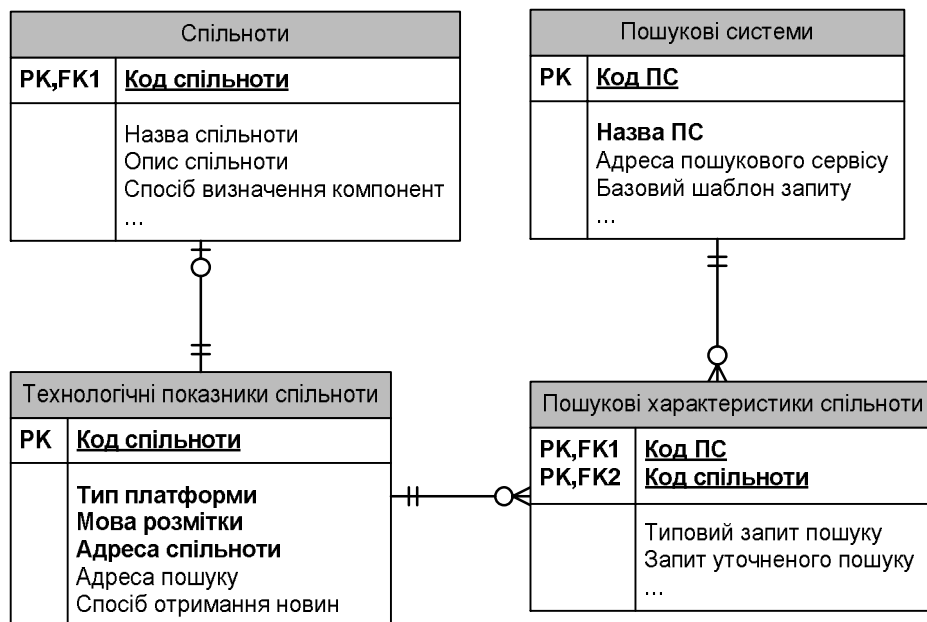 Спільноти
PK,FK1 Код спільноти
Назва спільноти
Опис спільноти
Спосіб визначення компонент
...
Пошукові системи
PK Код ПС
Назва ПС
Адреса пошукового сервісу
Базовий шаблон запиту
...
Технологічні показники спільноти
PK Код спільноти
Тип платформи
Мова розмітки
Адреса спільноти
Адреса пошуку
Спосіб отримання новин
Пошукові характеристики спільноти
PK,FK1 Код ПС
PK,FK2 Код спільноти
Типовий запит пошуку
Запит уточненого пошуку
...